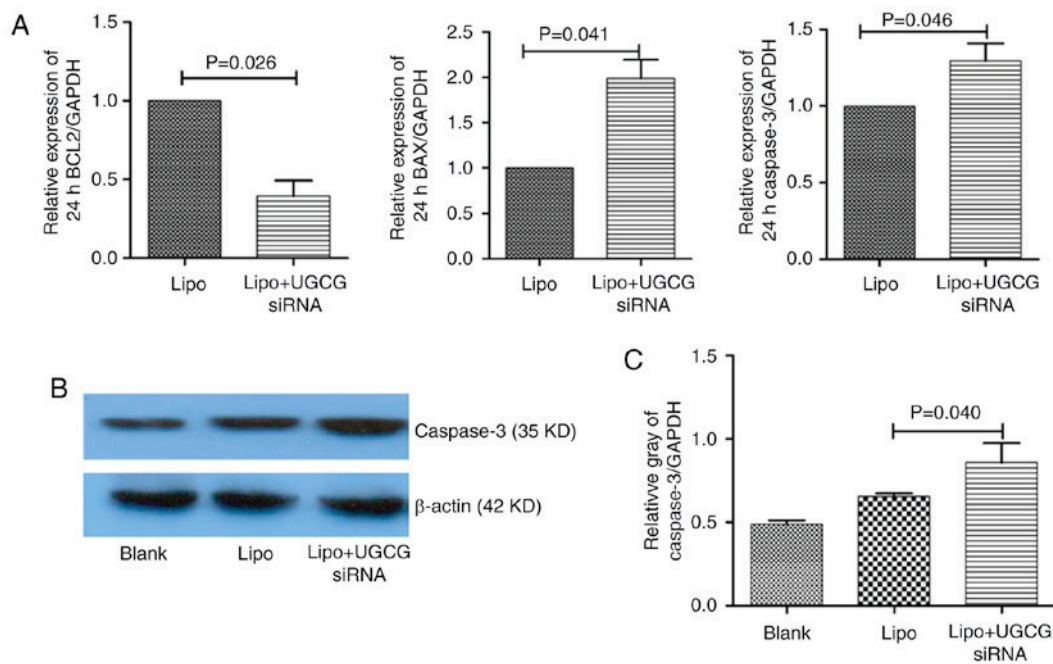 A
Relative expression of
24 h BCL2/GAPDH
1.5
1.0
0.5
0.0
P=0.026
Lipo
Lipo+UGCG
siRNA
Relative expression of
24 h BAX/GAPDH
2.5
2.0
1.5
1.0
0.5
0.0
P=0.041
Lipo
Lipo+UGCG
siRNA
Relative expression of
24 h caspase-3/GAPDH
1.5
1.0
0.5
0.0
P=0.046
Lipo
Lipo+UGCG
siRNA
B
Caspase-3 (35 KD)
β-actin (42 KD)
Blank
Lipo
Lipo+UGCG
siRNA
C
Relativve gray of
caspase-3/GAPDH
1.5
1.0
0.5
0.0
P=0.040
Blank
Lipo
Lipo+UGCG
siRNA